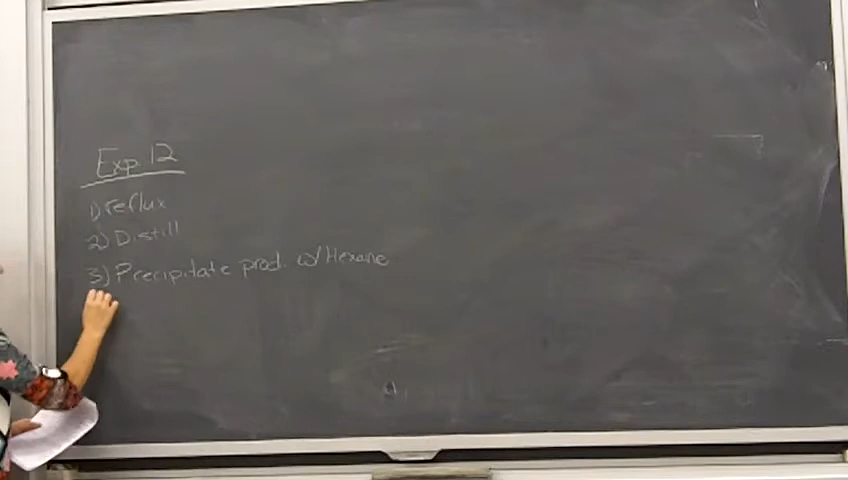 Exp. 12
1) reflux
2) Distill
3) Precipitate prod. w/ Hexane